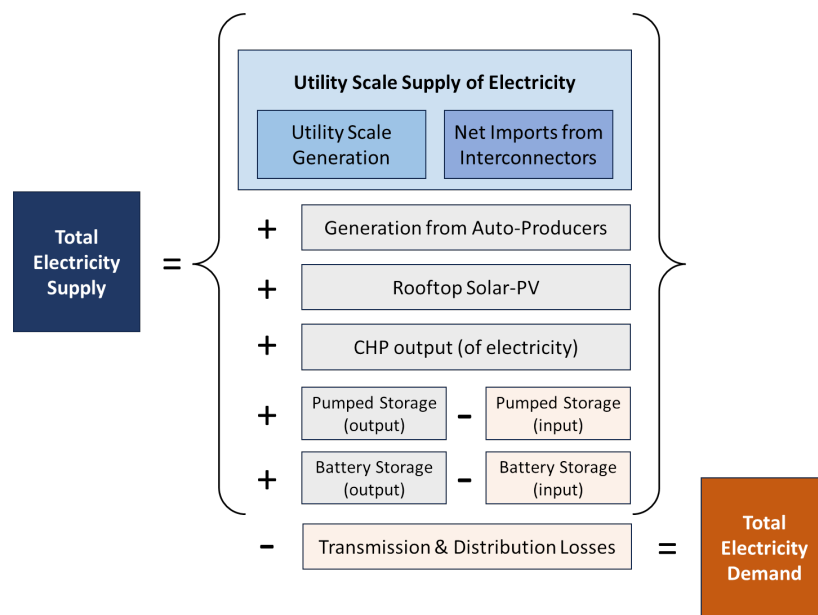 Utility Scale Supply of Electricity
Utility Scale
Generation
Net Imports from
Interconnectors
Total
Electricity
Supply
=
+ Generation from Auto-Producers
+ Rooftop Solar-PV
+ CHP output (of electricity)
+ Pumped Storage
(output)
- Pumped Storage
(input)
+ Battery Storage
(output)
- Battery Storage
(input)
- Transmission & Distribution Losses
=
Total
Electricity
Demand